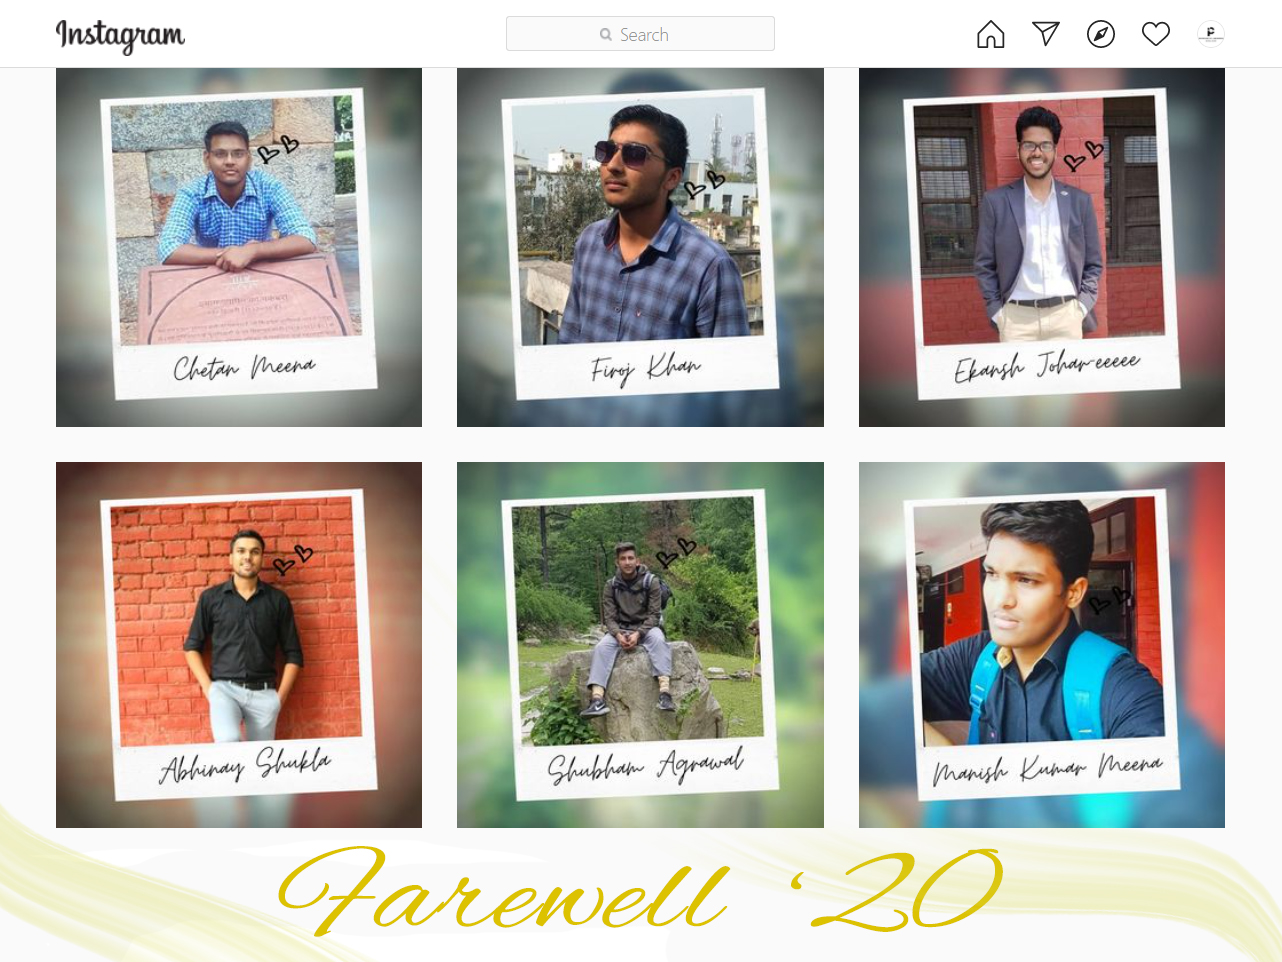 Instagram
Search
Chetan Meena
Firoj Khan
Ekansh Johar-eeeee
Abhinay Shukla
Shubham Agrawal
Manish Kumar Meena
Farewell ‘20